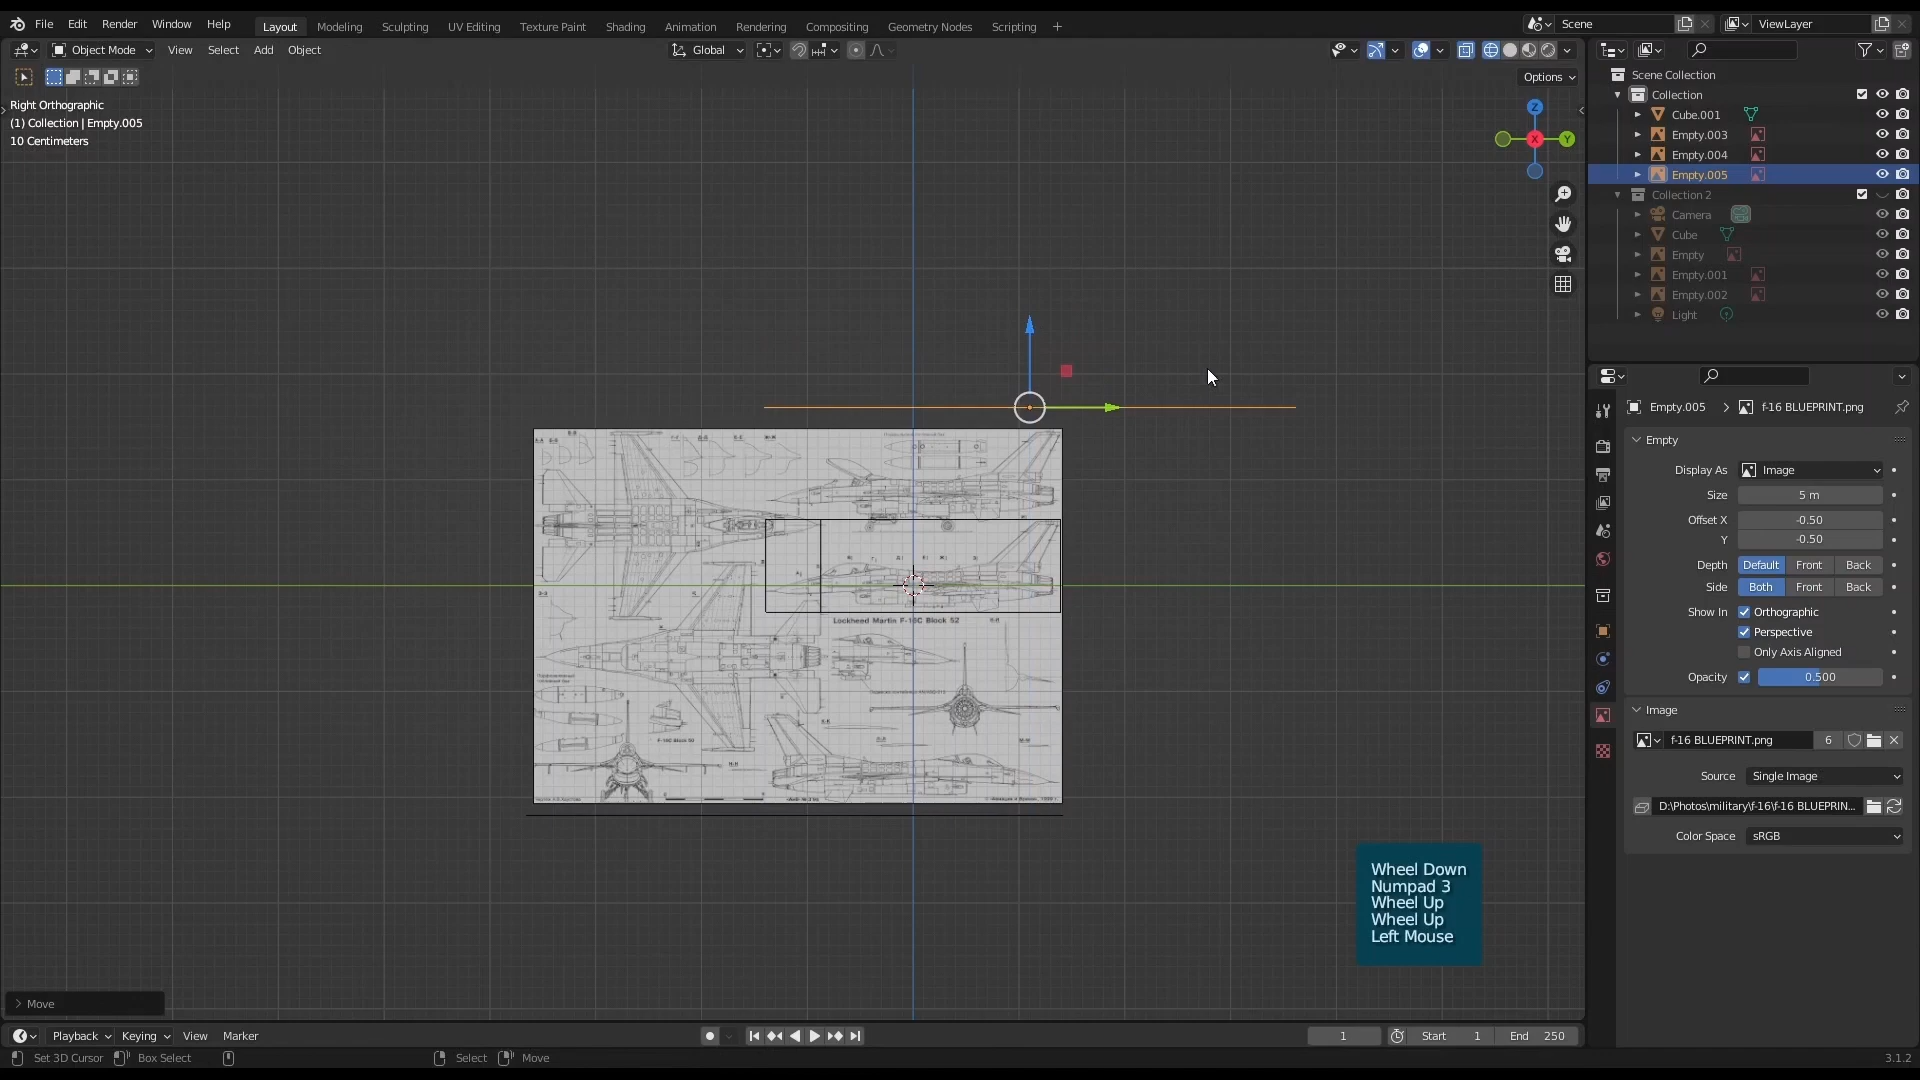 File Edit Render Window Help Layout Modeling Sculpting UV Editing Texture Paint Shading Animation Rendering Compositing Geometry Nodes Scripting + Scene ViewLayer
Object Mode View Select Add Object Global
Options
Right Orthographic
(1) Collection | Empty.005
10 Centimeters
Z
X
Y
Lockheed Martin F-16C Block 52
F-16C Block 50
Wheel Down
Numpad 3
Wheel Up
Wheel Up
Left Mouse
Move
Scene Collection
Collection
Cube.001
Empty.003
Empty.004
Empty.005
Collection 2
Camera
Cube
Empty
Empty.001
Empty.002
Light
Empty.005 f-16 BLUEPRINT.png
Empty
Display As Image
Size 5 m
Offset X -0.50
Y -0.50
Depth Default Front Back
Side Both Front Back
Show In Orthographic
Perspective
Only Axis Aligned
Opacity 0.500
Image
f-16 BLUEPRINT.png 6
Source Single Image
D:\Photos\military\f-16\f-16 BLUEPRIN...
Color Space sRGB
Playback Keying View Marker 1 Start 1 End 250
Set 3D Cursor Box Select Select Move 3.1.2